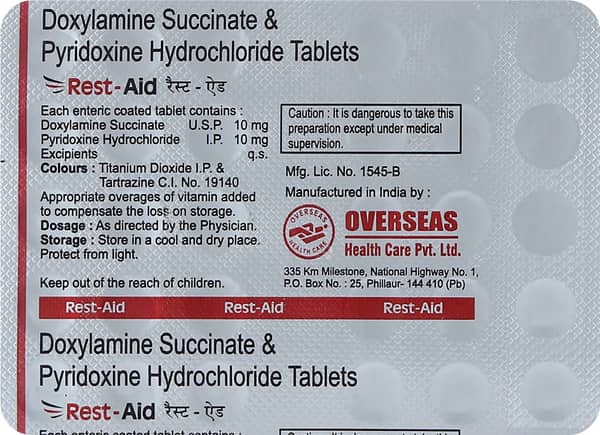 Doxylamine Succinate &
Pyridoxine Hydrochloride Tablets
Rest-Aid रैस्ट - ऐड
Each enteric coated tablet contains :
Doxylamine Succinate U.S.P. 10 mg
Pyridoxine Hydrochloride I.P. 10 mg
Excipients q.s.
Colours : Titanium Dioxide I.P. &
Tartrazine C.I. No. 19140
Appropriate overages of vitamin added
to compensate the loss on storage.
Dosage : As directed by the Physician.
Storage : Store in a cool and dry place.
Protect from light.
Keep out of the reach of children.
Caution : It is dangerous to take this
preparation except under medical
supervision.
Mfg. Lic. No. 1545-B
Manufactured in India by :
OVERSEAS
HEALTH CARE
OVERSEAS
Health Care Pvt. Ltd.
335 Km Milestone, National Highway No. 1,
P.O. Box No. : 25, Phillaur- 144 410 (Pb)
Rest-Aid Rest-Aid Rest-Aid
Doxylamine Succinate &
Pyridoxine Hydrochloride Tablets
Rest-Aid रैस्ट - ऐड
Each enteric coated tablet contains :